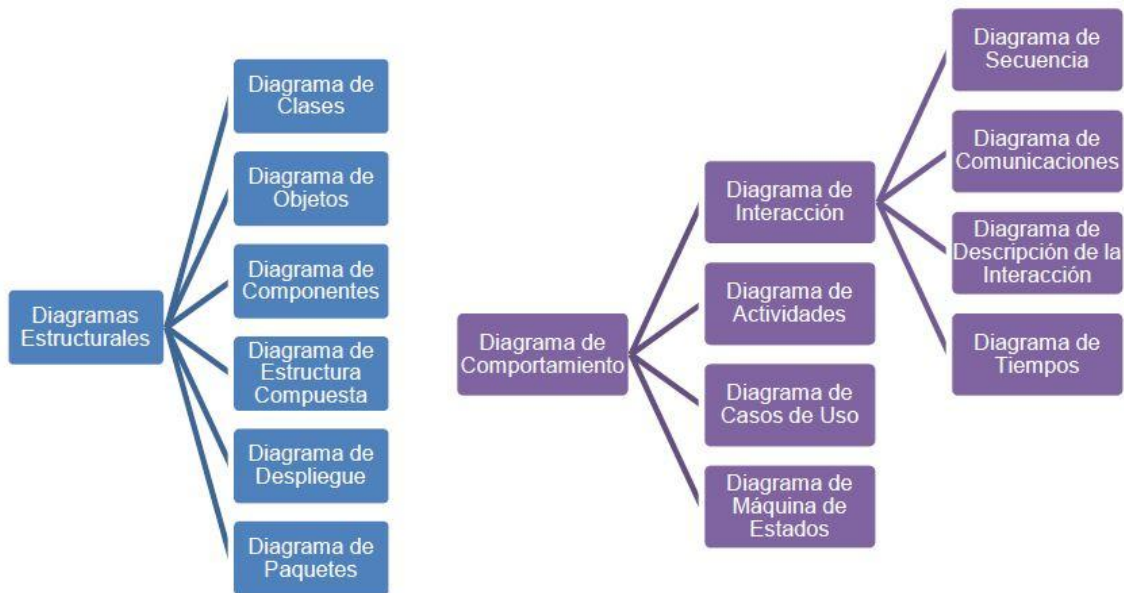 Diagramas
Estructurales
Diagrama de
Clases
Diagrama de
Objetos
Diagrama de
Componentes
Diagrama de
Estructura
Compuesta
Diagrama de
Despliegue
Diagrama de
Paquetes
Diagrama de
Comportamiento
Diagrama de
Interacción
Diagrama de
Actividades
Diagrama de
Casos de Uso
Diagrama de
Máquina de
Estados
Diagrama de
Secuencia
Diagrama de
Comunicaciones
Diagrama de
Descripción de la
Interacción
Diagrama de
Tiempos